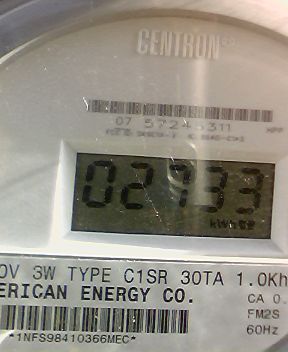 CENTRON®
07 57245311
02733
kWh
0V 3W TYPE C1SR 30TA 1.0Kh
ERICAN ENERGY CO.
CA 0.
FM2S
60Hz
*1NFS98410366MEC*